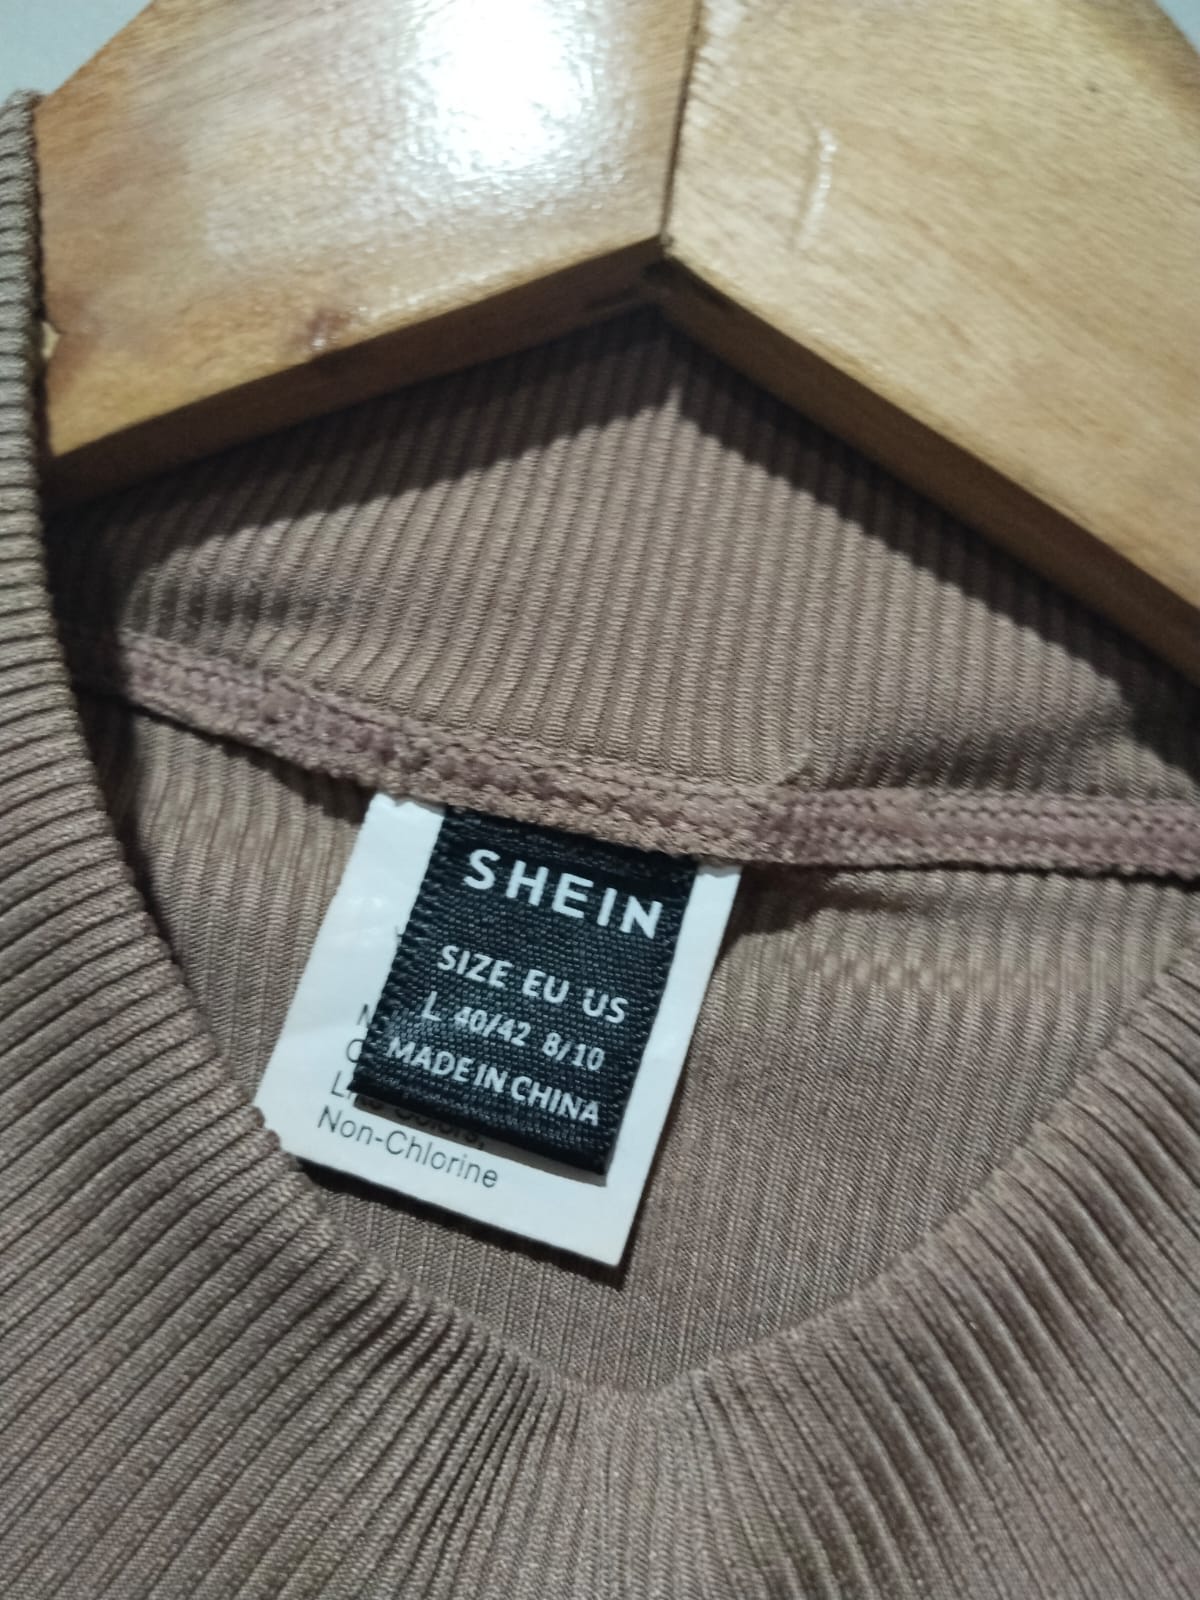 SHEIN
SIZE EU US
L 40/42 8/10
MADE IN CHINA
Non-Chlorine